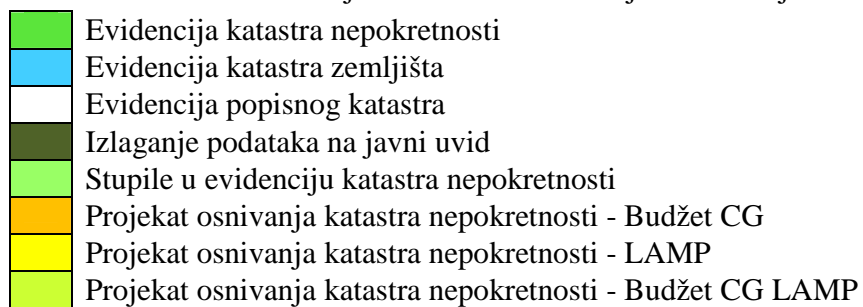 Evidencija katastra nepokretnosti
Evidencija katastra zemljišta
Evidencija popisnog katastra
Izlaganje podataka na javni uvid
Stupile u evidenciju katastra nepokretnosti
Projekat osnivanja katastra nepokretnosti - Budžet CG
Projekat osnivanja katastra nepokretnosti - LAMP
Projekat osnivanja katastra nepokretnosti - Budžet CG LAMP